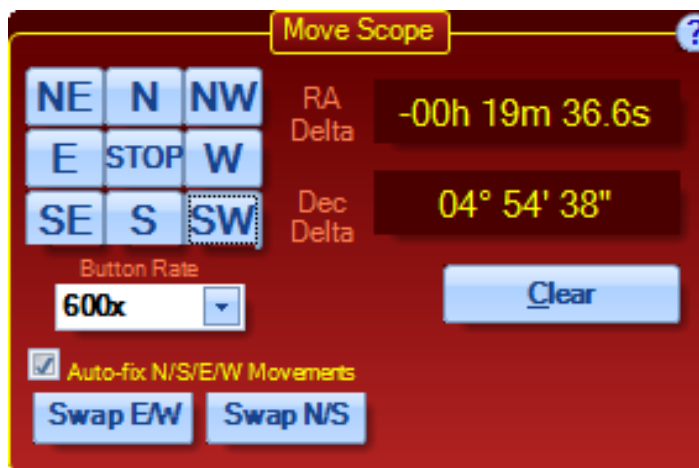 Move Scope
?
NE N NW
E STOP W
SE S SW
RA
Delta
-00h 19m 36.6s
Dec
Delta
04° 54' 38"
Button Rate
600x
Clear
Auto-fix N/S/E/W Movements
Swap E/W Swap N/S